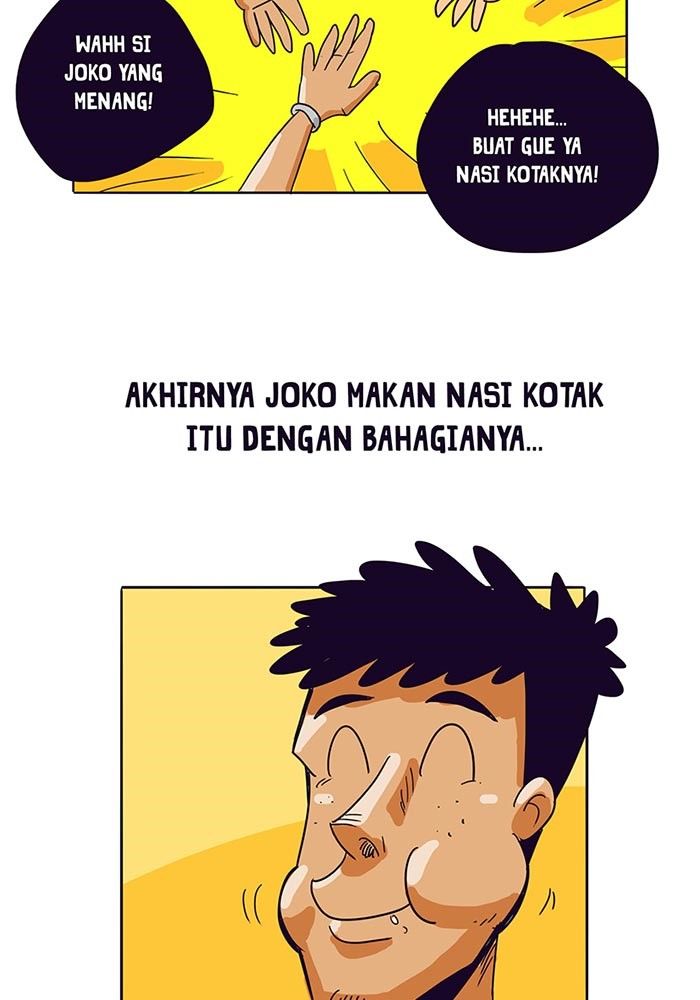 WAHH SI
JOKO YANG
MENANG!
HEHEHE...
BUAT GUE YA
NASI KOTAKNYA!
AKHIRNYA JOKO MAKAN NASI KOTAK
ITU DENGAN BAHAGIANYA...